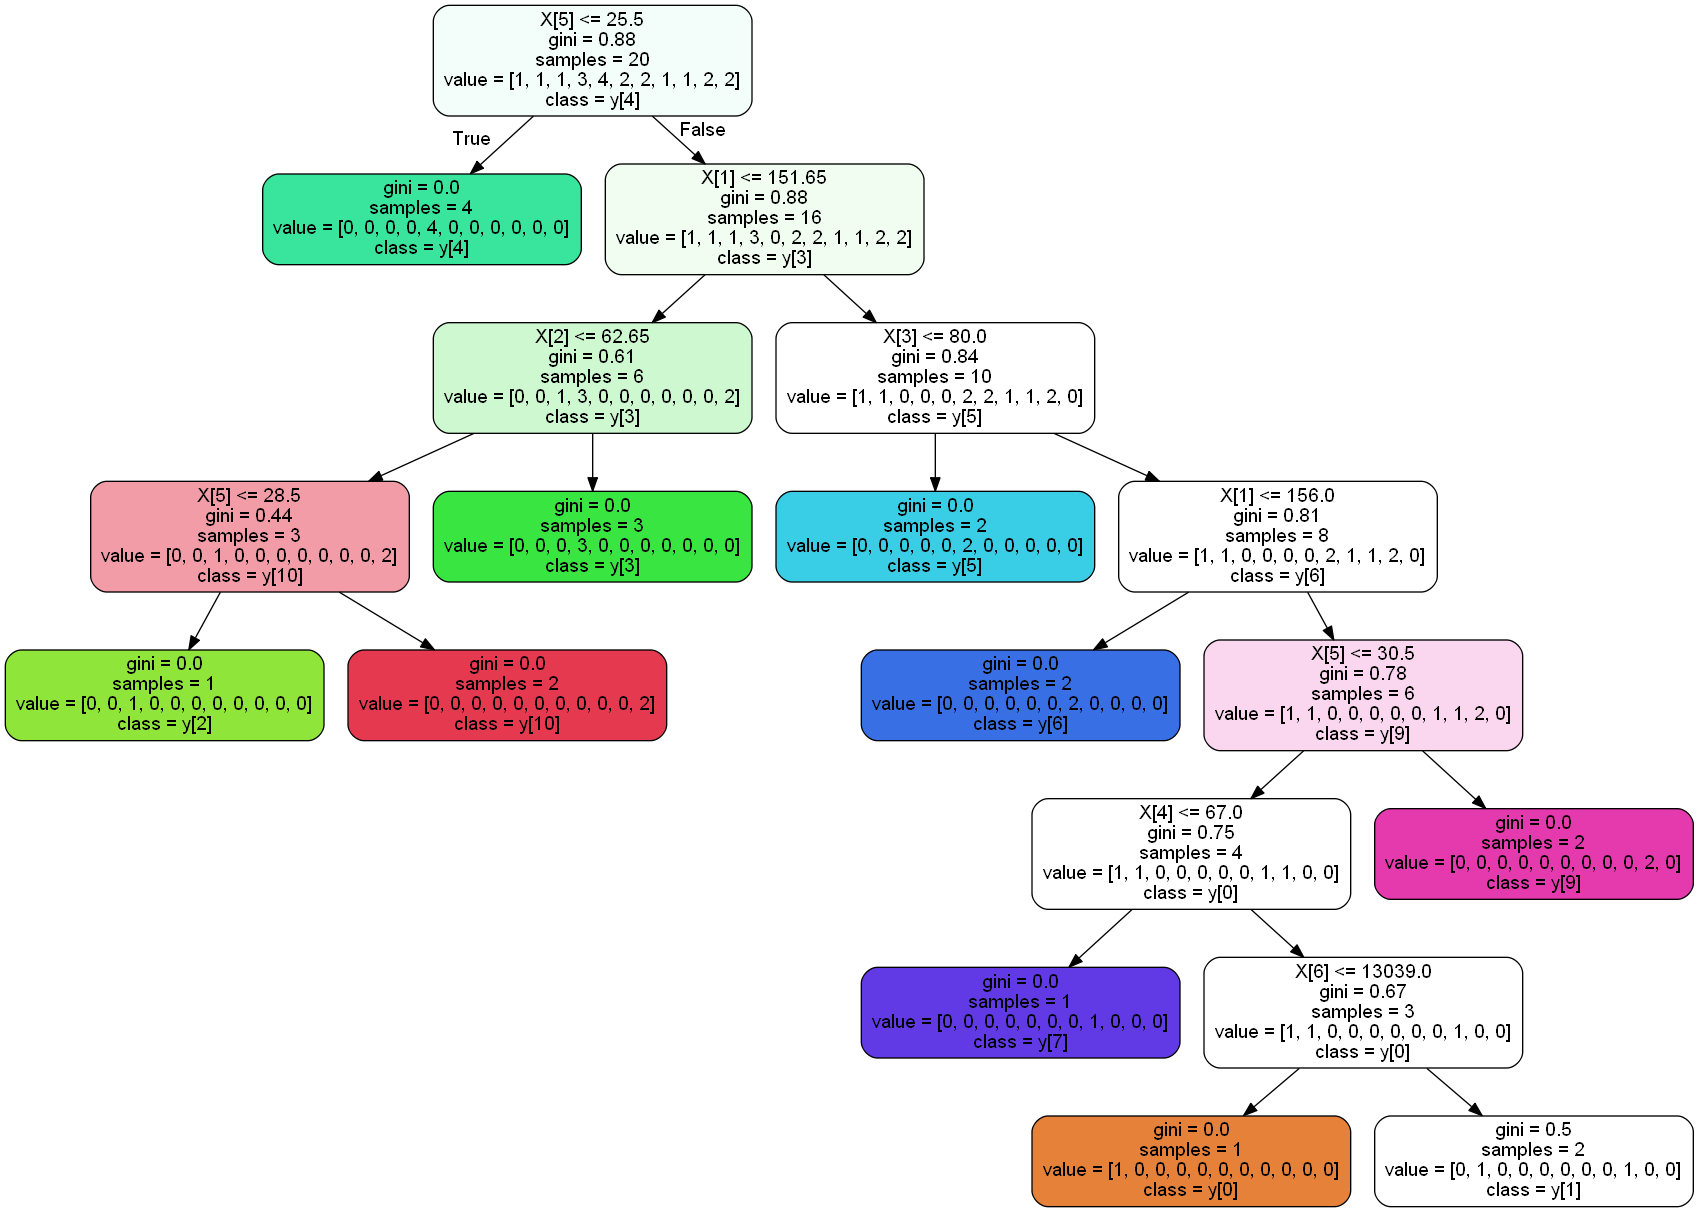 X[5] <= 25.5
gini = 0.88
samples = 20
value = [1, 1, 1, 3, 4, 2, 2, 1, 1, 2, 2]
class = y[4]
True
False
gini = 0.0
samples = 4
value = [0, 0, 0, 0, 4, 0, 0, 0, 0, 0, 0]
class = y[4]
X[1] <= 151.65
gini = 0.88
samples = 16
value = [1, 1, 1, 3, 0, 2, 2, 1, 1, 2, 2]
class = y[3]
X[2] <= 62.65
gini = 0.61
samples = 6
value = [0, 0, 1, 3, 0, 0, 0, 0, 0, 0, 2]
class = y[3]
X[3] <= 80.0
gini = 0.84
samples = 10
value = [1, 1, 0, 0, 0, 2, 2, 1, 1, 2, 0]
class = y[5]
X[5] <= 28.5
gini = 0.44
samples = 3
value = [0, 0, 1, 0, 0, 0, 0, 0, 0, 0, 2]
class = y[10]
gini = 0.0
samples = 3
value = [0, 0, 0, 3, 0, 0, 0, 0, 0, 0, 0]
class = y[3]
gini = 0.0
samples = 2
value = [0, 0, 0, 0, 0, 2, 0, 0, 0, 0, 0]
class = y[5]
X[1] <= 156.0
gini = 0.81
samples = 8
value = [1, 1, 0, 0, 0, 0, 2, 1, 1, 2, 0]
class = y[6]
gini = 0.0
samples = 1
value = [0, 0, 1, 0, 0, 0, 0, 0, 0, 0, 0]
class = y[2]
gini = 0.0
samples = 2
value = [0, 0, 0, 0, 0, 0, 0, 0, 0, 0, 2]
class = y[10]
gini = 0.0
samples = 2
value = [0, 0, 0, 0, 0, 0, 2, 0, 0, 0, 0]
class = y[6]
X[5] <= 30.5
gini = 0.78
samples = 6
value = [1, 1, 0, 0, 0, 0, 0, 1, 1, 2, 0]
class = y[9]
X[4] <= 67.0
gini = 0.75
samples = 4
value = [1, 1, 0, 0, 0, 0, 0, 1, 1, 0, 0]
class = y[0]
gini = 0.0
samples = 2
value = [0, 0, 0, 0, 0, 0, 0, 0, 0, 2, 0]
class = y[9]
gini = 0.0
samples = 1
value = [0, 0, 0, 0, 0, 0, 0, 1, 0, 0, 0]
class = y[7]
X[6] <= 13039.0
gini = 0.67
samples = 3
value = [1, 1, 0, 0, 0, 0, 0, 0, 1, 0, 0]
class = y[0]
gini = 0.0
samples = 1
value = [1, 0, 0, 0, 0, 0, 0, 0, 0, 0, 0]
class = y[0]
gini = 0.5
samples = 2
value = [0, 1, 0, 0, 0, 0, 0, 0, 1, 0, 0]
class = y[1]